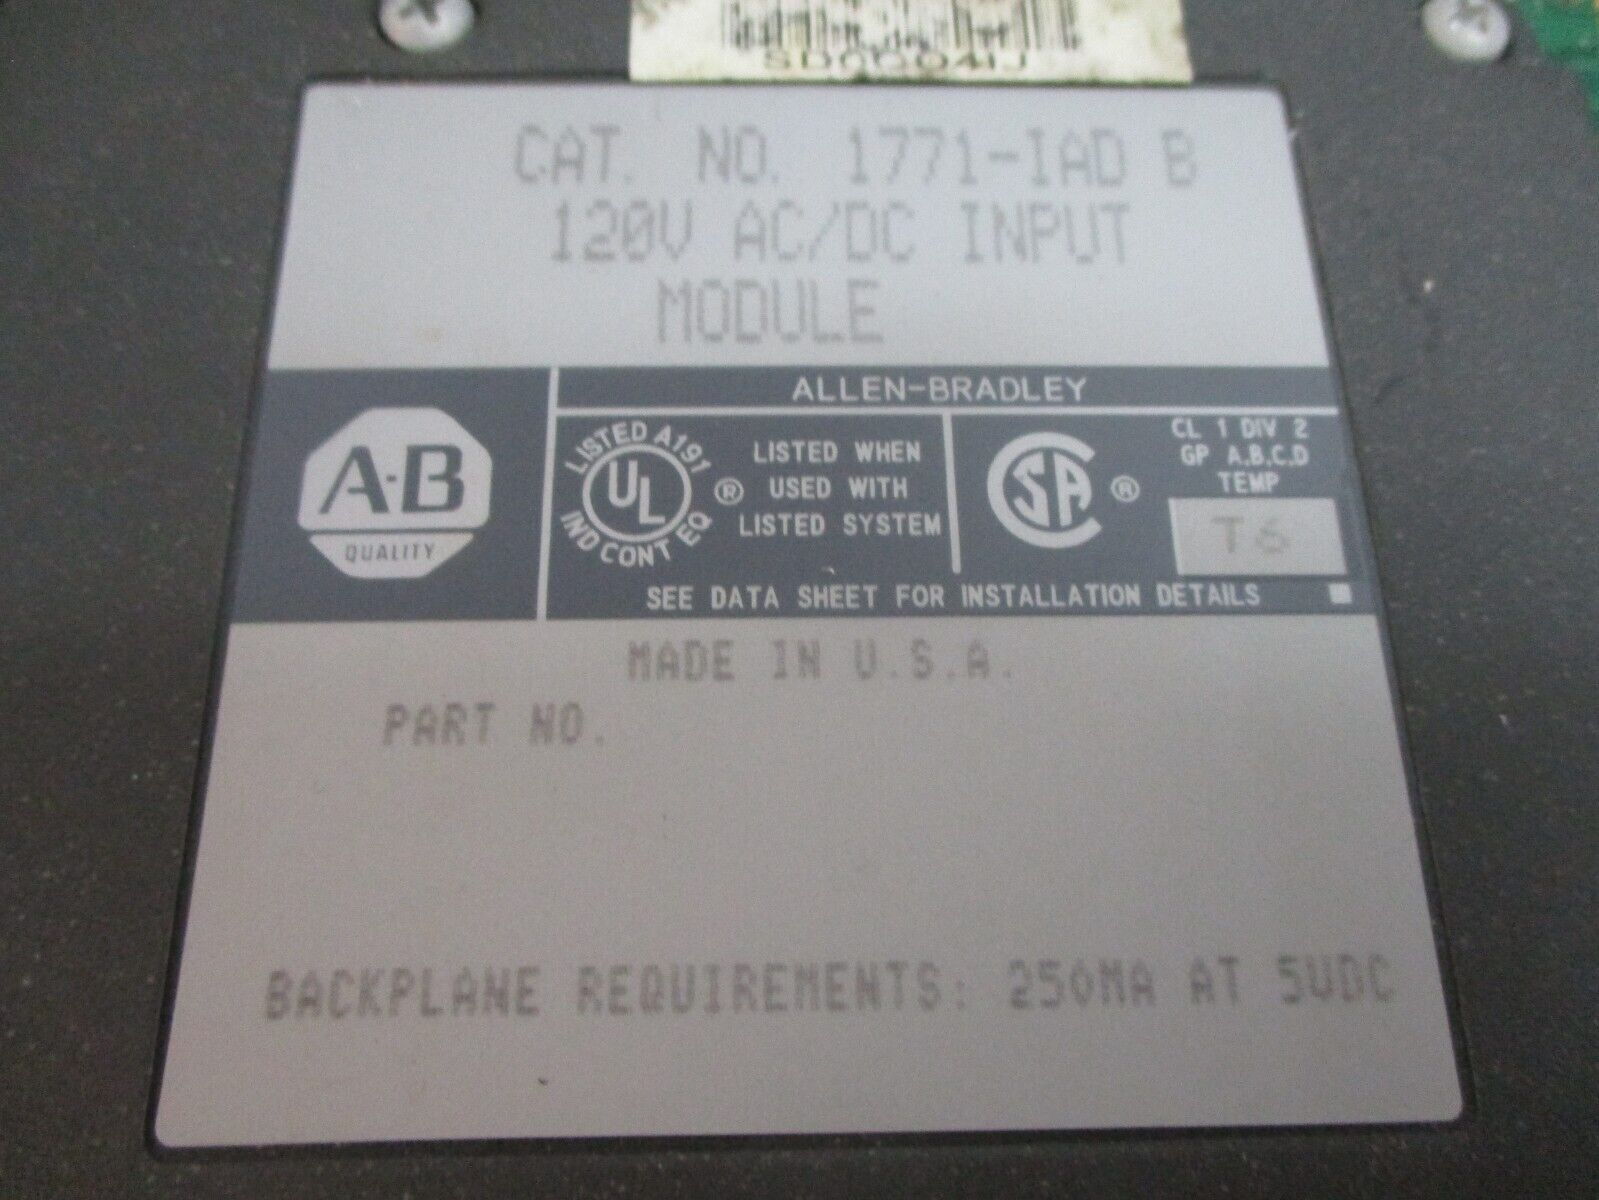 CAT. NO. 1771-IAD B
120V AC/DC INPUT
MODULE
ALLEN-BRADLEY
A-B
QUALITY
LISTED A191
UL
IND CONT EQ
®
LISTED WHEN
USED WITH
LISTED SYSTEM
SA
®
CL 1 DIV 2
GP A.B.C.D
TEMP
T6
SEE DATA SHEET FOR INSTALLATION DETAILS
MADE IN U.S.A.
PART NO.
BACKPLANE REQUIREMENTS: 250MA AT 5VDC